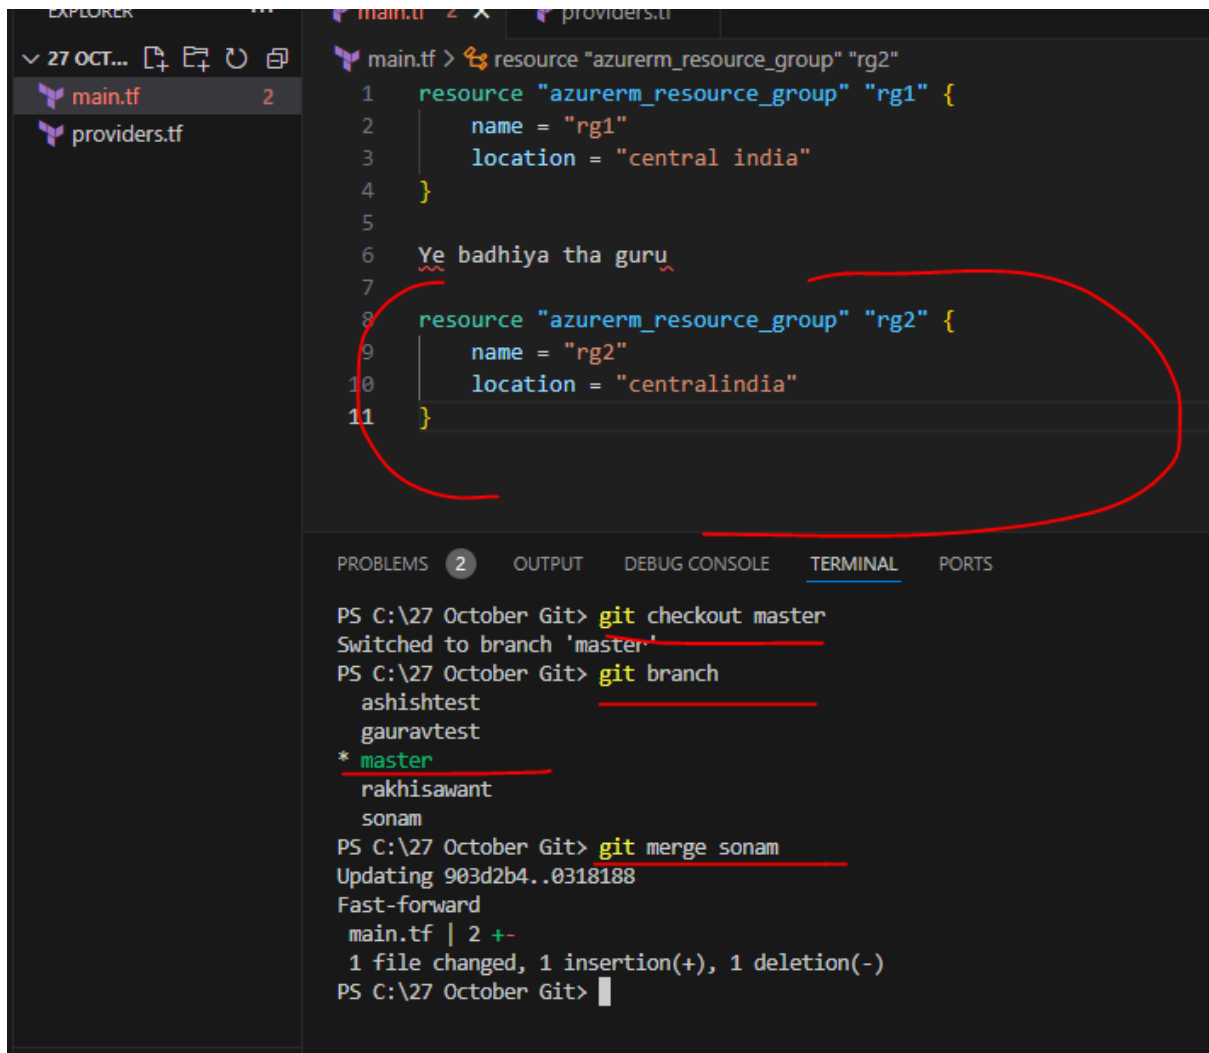 EXPLORER ...
main.tf 2 ×
providers.tf
27 OCT...
main.tf 2
providers.tf
main.tf > resource "azurerm_resource_group" "rg2"
1 resource "azurerm_resource_group" "rg1" {
2 name = "rg1"
3 location = "central india"
4 }
5
6 Ye badhiya tha guru
7
8 resource "azurerm_resource_group" "rg2" {
9 name = "rg2"
10 location = "centralindia"
11 }
PROBLEMS 2 OUTPUT DEBUG CONSOLE TERMINAL PORTS
PS C:\27 October Git> git checkout master
Switched to branch 'master'
PS C:\27 October Git> git branch
ashishtest
gauravtest
* master
rakhisawant
sonam
PS C:\27 October Git> git merge sonam
Updating 903d2b4..0318188
Fast-forward
main.tf | 2 +-
1 file changed, 1 insertion(+), 1 deletion(-)
PS C:\27 October Git>